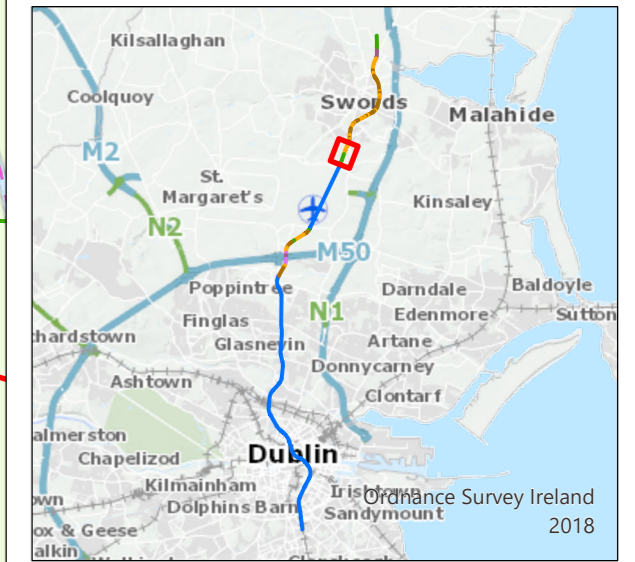 Kilsallaghan
Coolquoy
Swords
Malahide
M2
St.
Margaret's
Kinsaley
N2
M50
Poppintree
Darndale
Baldoyle
N1
Edenmore
Sutton
Finglas
chardstown
Glasnevin
Artane
Donnycarney
Ashtown
Clontarf
almerston
Dublin
Chapelizod
Kilmainham
Irishtown
Ordnance Survey Ireland
own
Dolphins Barn
Sandymount
2018
ox & Geese
alkin